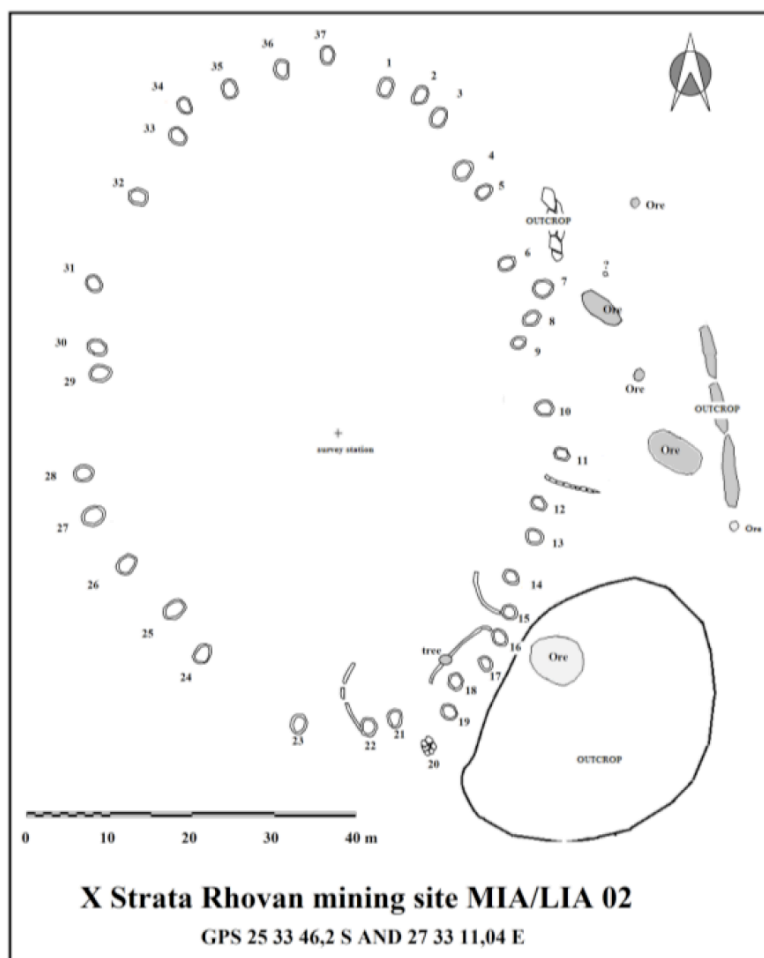 37
36
35
34
33
32
31
30
29
28
27
26
25
24
23
22
21
20
19
18
17
16
15
14
13
12
11
10
9
8
7
6
5
4
3
2
1
OUTCROP
Ore
?
Ore
Ore
OUTCROP
Ore
Ore
survey station
tree
Ore
OUTCROP
0 10 20 30 40 m
X Strata Rhovan mining site MIA/LIA 02
GPS 25 33 46,2 S AND 27 33 11,04 E